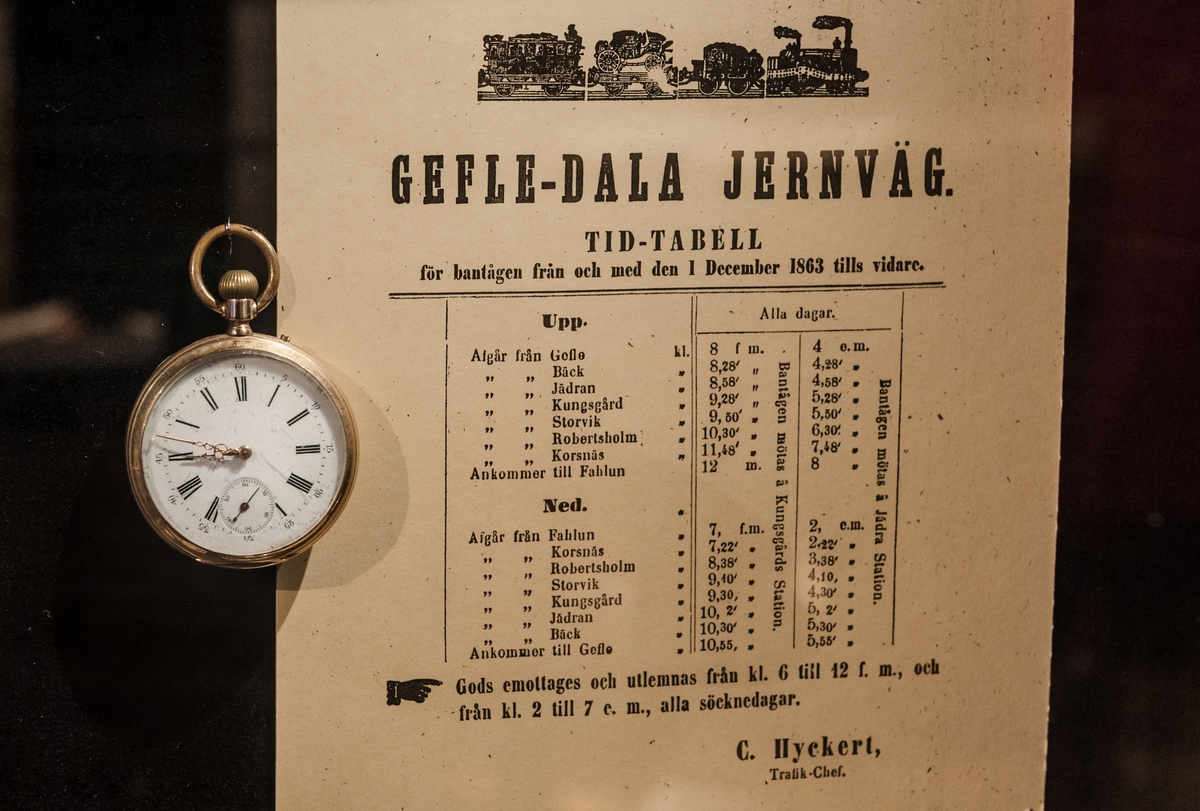 GEFLE-DALA JERNVÄG.
TID-TABELL
för bantågen från och med den 1 December 1863 tills vidare.
Upp. Alla dagar.
Afgår från Gefle kl. 8 f m. 4 e.m.
„ „ Bäck „ 8,28′ „ 4,28′ „
„ „ Jädran „ 8,58′ „ 4,58′ „
„ „ Kungsgård „ 9,28′ „ 5,28′ „
„ „ Storvik „ 9,50′ „ 5,50′ „
„ „ Robertsholm „ 10,30′ „ 6,30′ „
„ „ Korsnäs „ 11,48′ „ 7,48′ „
Ankommer till Fahlun 12 m. 8 „
Ned.
Afgår från Fahlun „ 7, f.m. 2, e.m.
„ „ Korsnäs „ 7,22′ „ 2,22′ „
„ „ Robertsholm „ 8,38′ „ 3,38′ „
„ „ Storvik „ 9,10′ „ 4,10, „
„ „ Kungsgård „ 9,30, „ 4,30′ „
„ „ Jädran „ 10, 2′ „ 5, 2′ „
„ „ Bäck „ 10,30′ „ 5,30′ „
Ankommer till Gefle „ 10,55, „ 5,55′ „
Bantågen mötas å Kungsgårds Station.
Bantågen mötas å Jädra Station.
Gods emottages och utlemnas från kl. 6 till 12 f. m., och
från kl. 2 till 7 e. m., alla söcknedagar.
C. Hyckert,
Trafik-Chef.